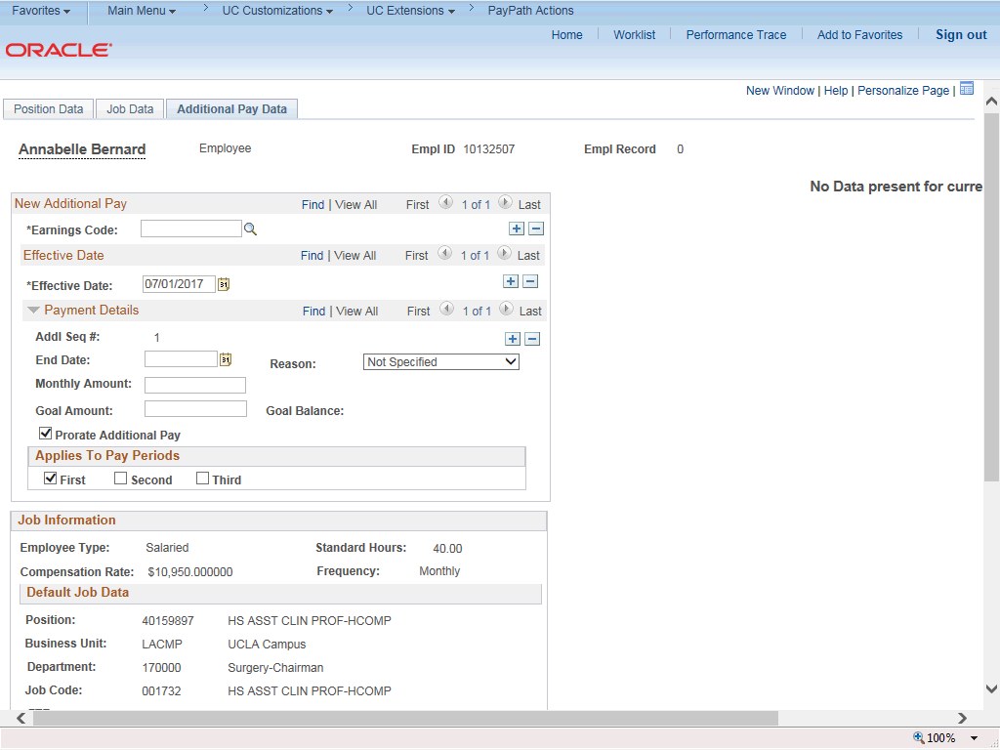 Favorites Main Menu > UC Customizations > UC Extensions > PayPath Actions
Home Worklist Performance Trace Add to Favorites Sign out
ORACLE
New Window | Help | Personalize Page |
Position Data Job Data Additional Pay Data
Annabelle Bernard Employee Empl ID 10132507 Empl Record 0
No Data present for curre
New Additional Pay Find | View All First 1 of 1 Last
*Earnings Code:
Effective Date Find | View All First 1 of 1 Last
*Effective Date: 07/01/2017 31
Payment Details Find | View All First 1 of 1 Last
Addl Seq #: 1
End Date: 31 Reason: Not Specified
Monthly Amount:
Goal Amount: Goal Balance:
Prorate Additional Pay
Applies To Pay Periods
First Second Third
Job Information
Employee Type: Salaried Standard Hours: 40.00
Compensation Rate: $10,950.000000 Frequency: Monthly
Default Job Data
Position: 40159897 HS ASST CLIN PROF-HCOMP
Business Unit: LACMP UCLA Campus
Department: 170000 Surgery-Chairman
Job Code: 001732 HS ASST CLIN PROF-HCOMP
100%